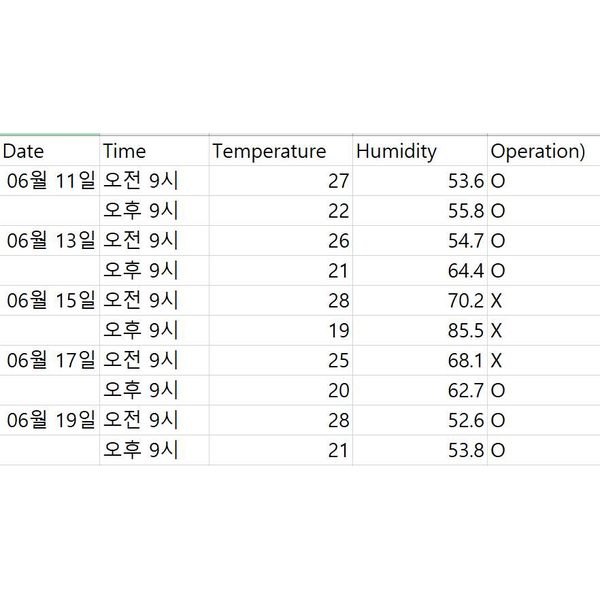 Date Time Temperature Humidity Operation)
06월 11일 오전 9시 27 53.6 O
오후 9시 22 55.8 O
06월 13일 오전 9시 26 54.7 O
오후 9시 21 64.4 O
06월 15일 오전 9시 28 70.2 X
오후 9시 19 85.5 X
06월 17일 오전 9시 25 68.1 X
오후 9시 20 62.7 O
06월 19일 오전 9시 28 52.6 O
오후 9시 21 53.8 O